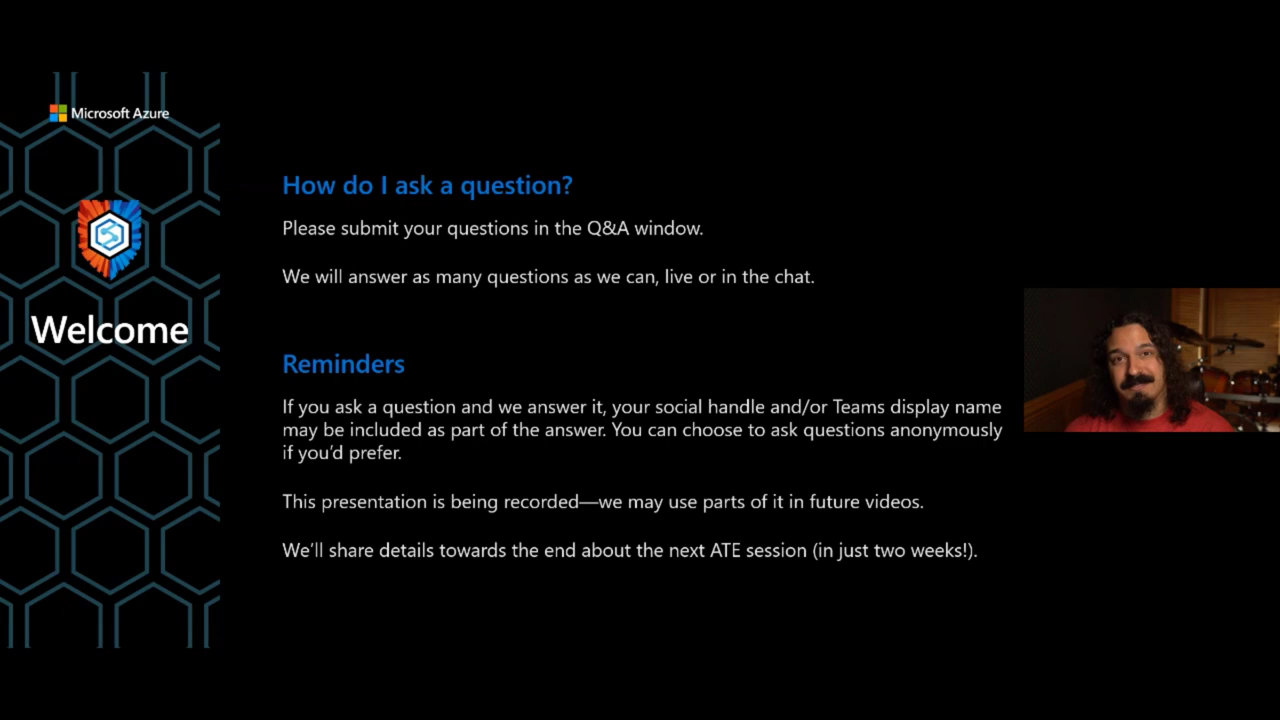 Microsoft Azure
Welcome
How do I ask a question?
Please submit your questions in the Q&A window.
We will answer as many questions as we can, live or in the chat.
Reminders
If you ask a question and we answer it, your social handle and/or Teams display name
may be included as part of the answer. You can choose to ask questions anonymously
if you’d prefer.
This presentation is being recorded—we may use parts of it in future videos.
We’ll share details towards the end about the next ATE session (in just two weeks!).